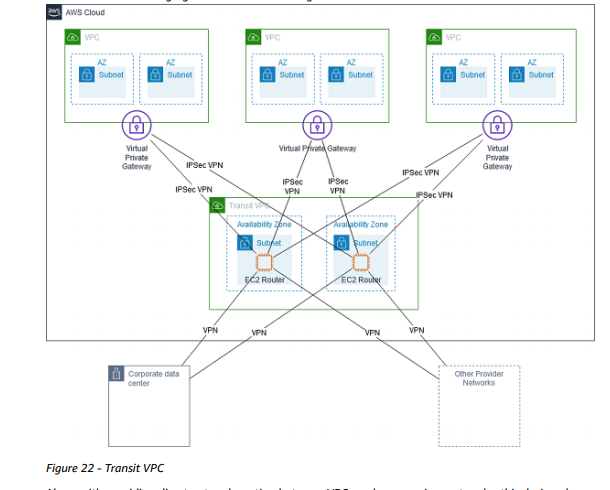 aws AWS Cloud
VPC
VPC
VPC
AZ
Subnet
AZ
Subnet
AZ
Subnet
AZ
Subnet
AZ
Subnet
AZ
Subnet
Virtual
Private
Gateway
Virtual Private Gateway
Virtual
Private
Gateway
IPSec VPN
IPSec VPN
IPSec
VPN
IPSec
VPN
IPSec VPN
IPSec VPN
Transit VPC
Availability Zone
Subnet
EC2 Router
Availability Zone
Subnet
EC2 Router
VPN
VPN
VPN
VPN
Corporate data
center
Other Provider
Networks
Figure 22 - Transit VPC